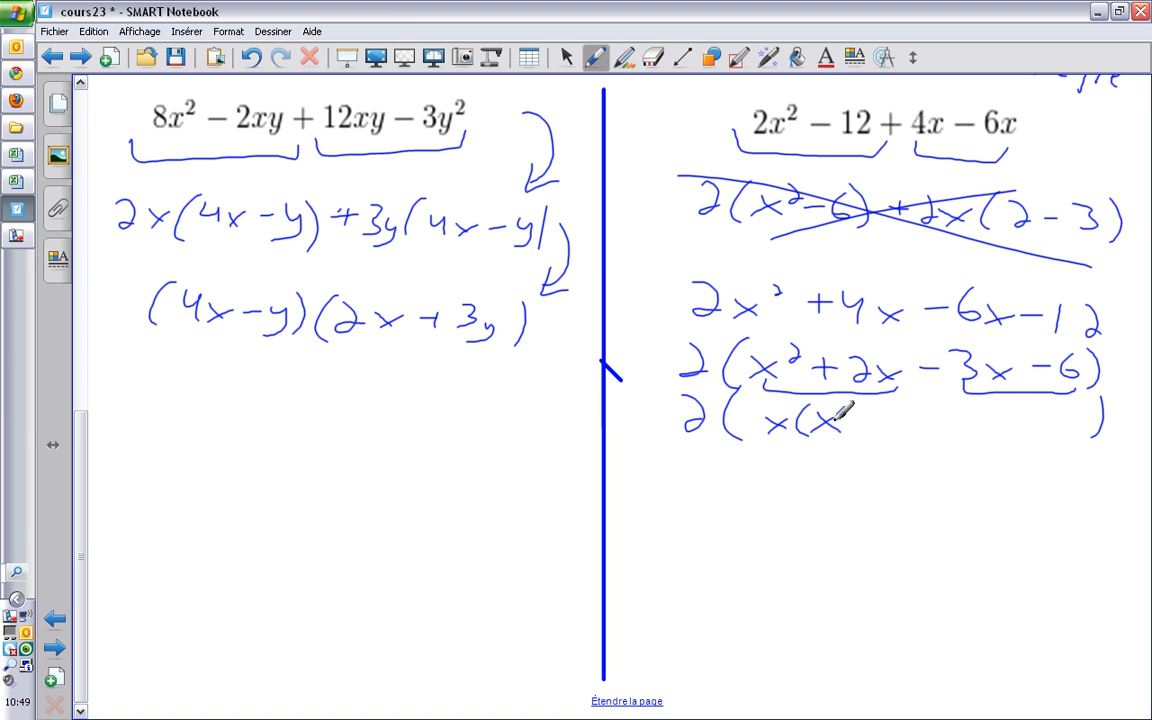 cours23 * - SMART Notebook
Fichier Edition Affichage Insérer Format Dessiner Aide
8x² − 2xy + 12xy − 3y²
2x(4x − y) + 3y(4x − y)
(4x − y)(2x + 3y)
2x² − 12 + 4x − 6x
2(x² − 6) + 2x(2 − 3)
2x² + 4x − 6x − 12
2(x² + 2x − 3x − 6)
2( x(x )
Étendre la page
10:49